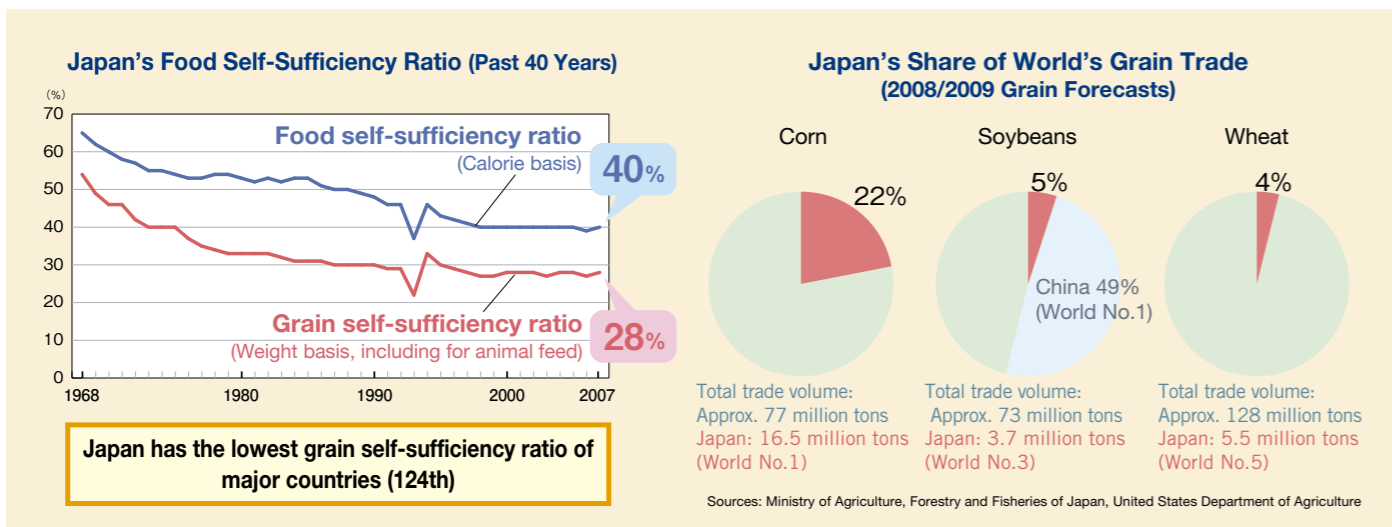 Japan's Food Self-Sufficiency Ratio (Past 40 Years)
(%)
70
60
50
40
30
20
10
0
1968
1980
1990
2000
2007
Food self-sufficiency ratio
(Calorie basis)
40%
Grain self-sufficiency ratio
(Weight basis, including for animal feed)
28%
Japan has the lowest grain self-sufficiency ratio of
major countries (124th)
Japan's Share of World's Grain Trade
(2008/2009 Grain Forecasts)
Corn
22%
Total trade volume:
Approx. 77 million tons
Japan: 16.5 million tons
(World No.1)
Soybeans
5%
China 49%
(World No.1)
Total trade volume:
Approx. 73 million tons
Japan: 3.7 million tons
(World No.3)
Wheat
4%
Total trade volume:
Approx. 128 million tons
Japan: 5.5 million tons
(World No.5)
Sources: Ministry of Agriculture, Forestry and Fisheries of Japan, United States Department of Agriculture